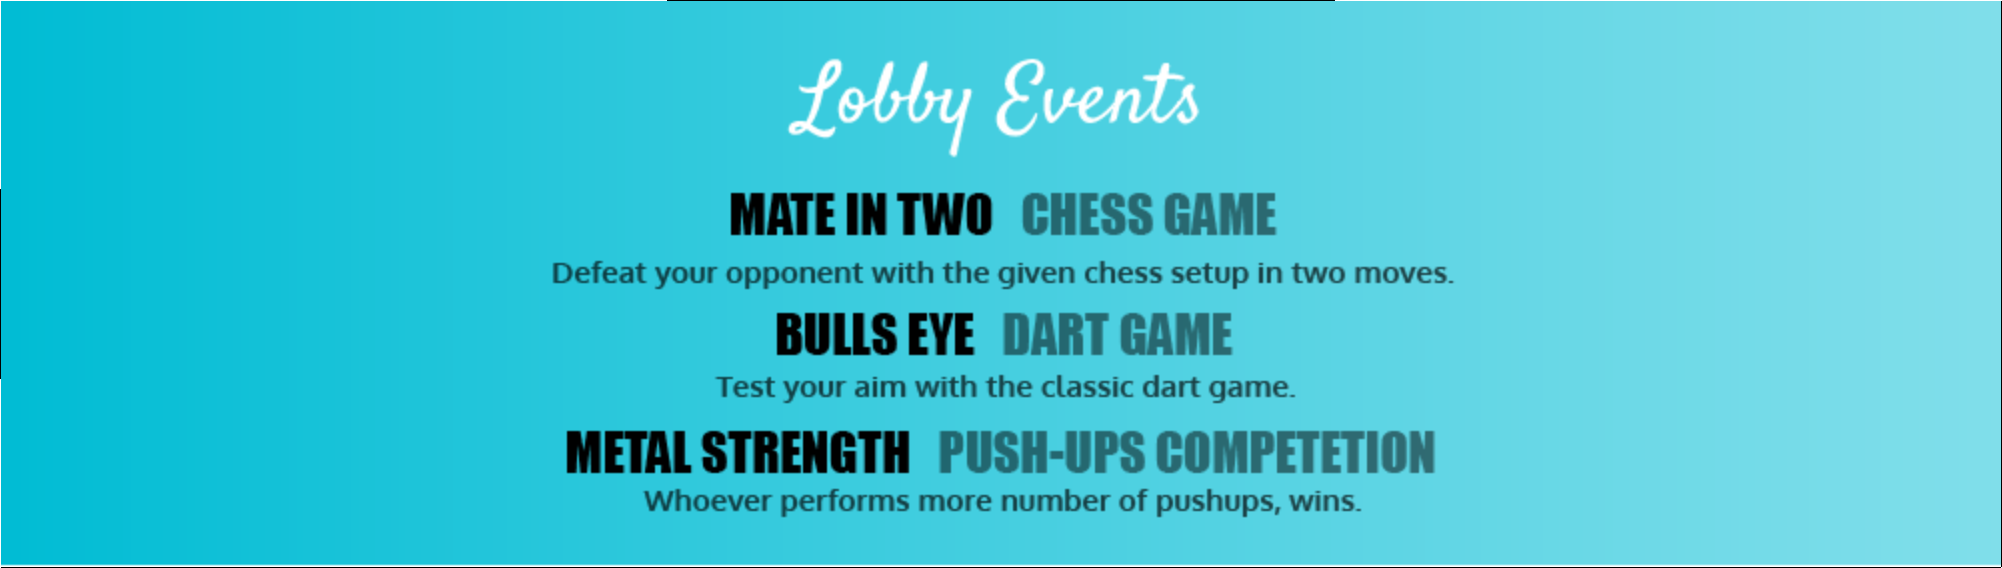 Lobby Events
MATE IN TWO CHESS GAME
Defeat your opponent with the given chess setup in two moves.
BULLS EYE DART GAME
Test your aim with the classic dart game.
METAL STRENGTH PUSH-UPS COMPETETION
Whoever performs more number of pushups, wins.